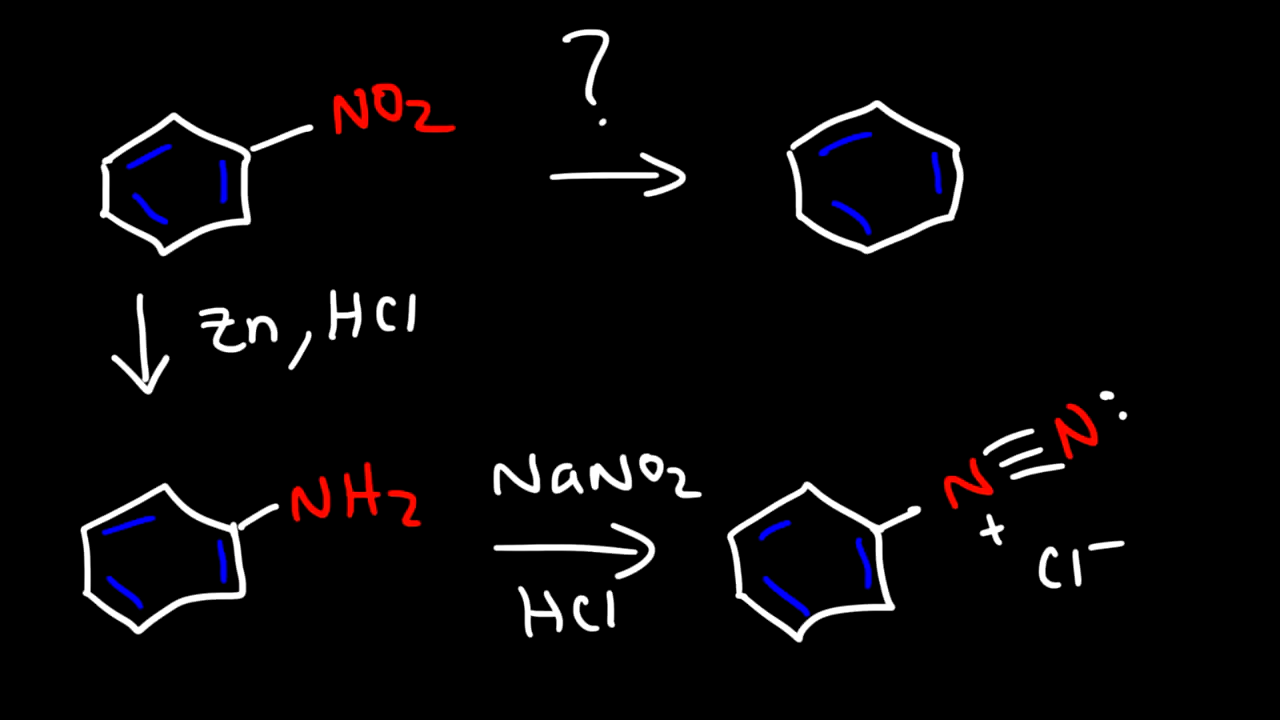 NO2
?
Zn, HCl
NH2
NaNO2
HCl
N≡N:
+
Cl−